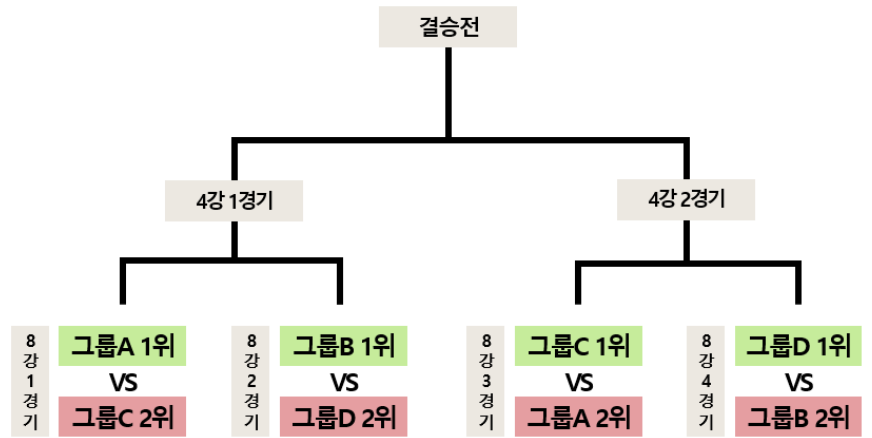 결승전
4강 1경기
4강 2경기
8강1경기
그룹A 1위
VS
그룹C 2위
8강2경기
그룹B 1위
VS
그룹D 2위
8강3경기
그룹C 1위
VS
그룹A 2위
8강4경기
그룹D 1위
VS
그룹B 2위